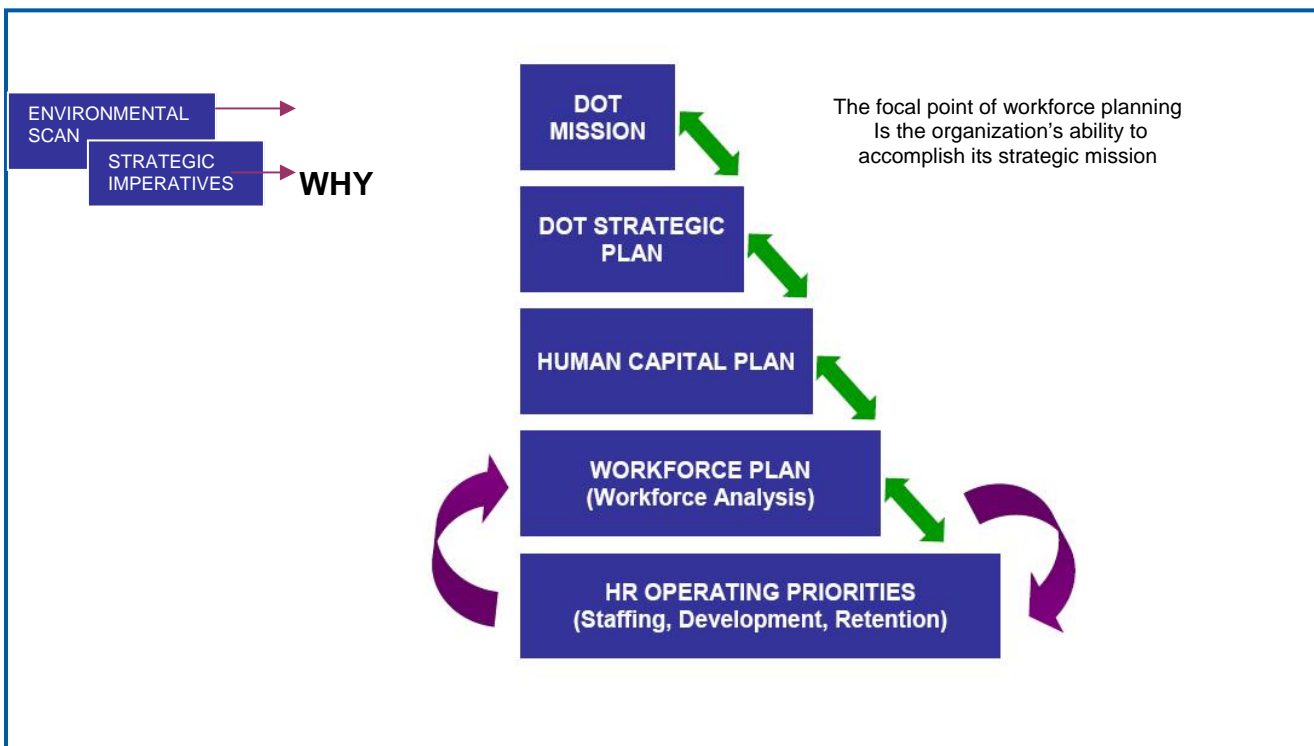 ENVIRONMENTAL
SCAN
STRATEGIC
IMPERATIVES
WHY
DOT
MISSION
The focal point of workforce planning
Is the organization’s ability to
accomplish its strategic mission
DOT STRATEGIC
PLAN
HUMAN CAPITAL PLAN
WORKFORCE PLAN
(Workforce Analysis)
HR OPERATING PRIORITIES
(Staffing, Development, Retention)